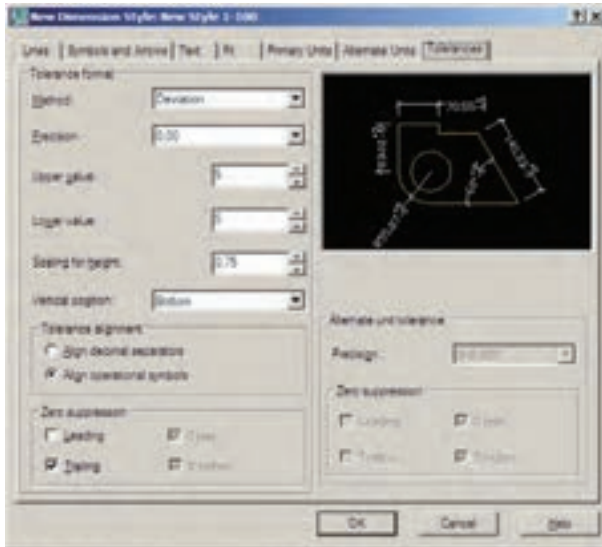 New Dimension Style: New Style 1-100
Lines
Symbols and Arrows
Text
Fit
Primary Units
Alternate Units
Tolerances
Tolerance format
Method:
Deviation
Precision
0.00
Upper value:
Lower value:
Scaling for height:
0.75
Vertical position:
Bottom
Tolerance alignment
Align decimal separators
Align operational symbols
Zero suppression
Leading
Trailing
Alternate unit tolerance
Precision:
Zero suppression
Leading
Trailing
OK
Cancel
Help